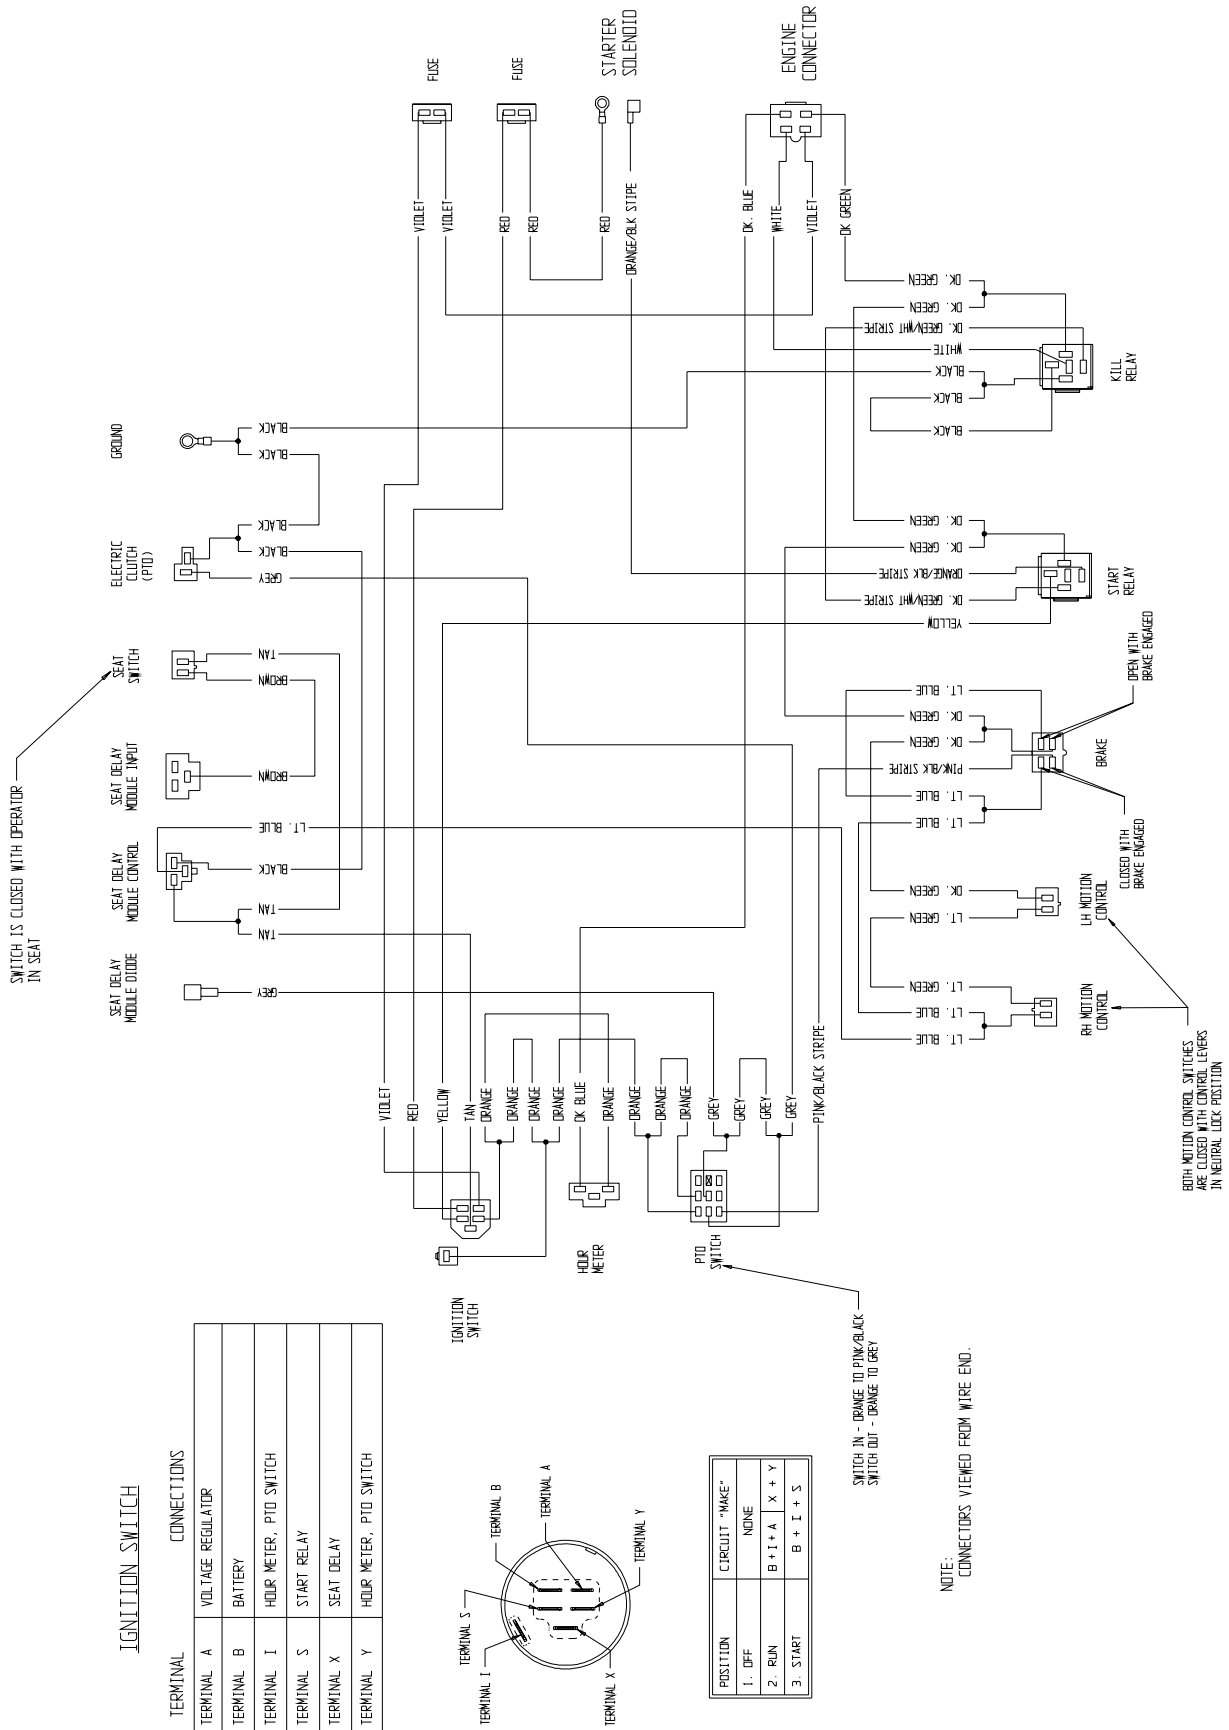 FUSE
FUSE
STARTER
SOLENOID
ENGINE
CONNECTOR
VIOLET
VIOLET
RED
RED
RED
ORANGE/BLK STIPE
DK. BLUE
WHITE
VIOLET
DK GREEN
DK. GREEN
DK. GREEN
DK. GREEN/WHT STRIPE
WHITE
BLACK
BLACK
BLACK
KILL
RELAY
GROUND
BLACK
BLACK
ELECTRIC
CLUTCH
(PTO)
BLACK
BLACK
GREY
DK. GREEN
DK. GREEN
ORANGE/BLK STRIPE
DK. GREEN/WHT STRIPE
YELLOW
START
RELAY
SEAT
SWITCH
TAN
BROWN
SWITCH IS CLOSED WITH OPERATOR
IN SEAT
SEAT DELAY
MODULE INPUT
BROWN
LT. BLUE
DK. GREEN
DK. GREEN
PINK/BLK STRIPE
LT. BLUE
LT. BLUE
BRAKE
OPEN WITH
BRAKE ENGAGED
CLOSED WITH
BRAKE ENGAGED
SEAT DELAY
MODULE CONTROL
LT. BLUE
BLACK
TAN
TAN
DK. GREEN
LT. GREEN
LH MOTION
CONTROL
SEAT DELAY
MODULE DIODE
GREY
LT. GREEN
LT. BLUE
LT. BLUE
RH MOTION
CONTROL
BOTH MOTION CONTROL SWITCHES
ARE CLOSED WITH CONTROL LEVERS
IN NEUTRAL LOCK POSITION
VIOLET
RED
YELLOW
TAN
ORANGE
ORANGE
ORANGE
ORANGE
DK BLUE
ORANGE
ORANGE
ORANGE
ORANGE
GREY
GREY
GREY
GREY
PINK/BLACK STRIPE
IGNITION
SWITCH
HOUR
METER
PTO
SWITCH
SWITCH IN - ORANGE TO PINK/BLACK
SWITCH OUT - ORANGE TO GREY
IGNITION SWITCH
TERMINAL CONNECTIONS
TERMINAL A VOLTAGE REGULATOR
TERMINAL B BATTERY
TERMINAL I HOUR METER, PTO SWITCH
TERMINAL S START RELAY
TERMINAL X SEAT DELAY
TERMINAL Y HOUR METER, PTO SWITCH
TERMINAL I
TERMINAL S
TERMINAL B
TERMINAL A
TERMINAL X
TERMINAL Y
POSITION CIRCUIT "MAKE"
1. OFF NONE
2. RUN B+I+A X + Y
3. START B + I + S
NOTE:
CONNECTORS VIEWED FROM WIRE END.